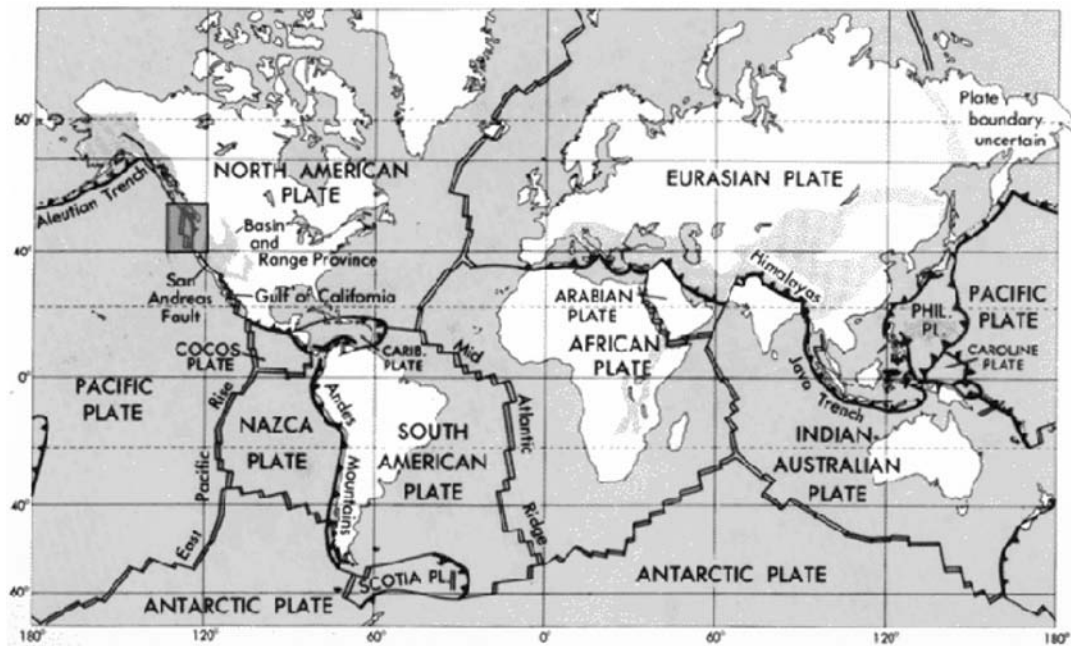 Plate
boundary
uncertain
50°
NORTH AMERICAN
PLATE
EURASIAN PLATE
Aleutian Trench
Basin
and
Range Province
40°
San
Andreas
Fault
Gulf of California
Himalayas
ARABIAN
PLATE
PHIL.
PL.
PACIFIC
PLATE
COCOS
PLATE
CARIB.
PLATE
Mid
AFRICAN
PLATE
CAROLINE
PLATE
0°
PACIFIC
PLATE
Rise
Andes
Atlantic
Java
Trench
NAZCA
PLATE
SOUTH
AMERICAN
PLATE
INDIAN
AUSTRALIAN
PLATE
Pacific
Mountains
40°
East
Ridge
SCOTIA PL.
ANTARCTIC PLATE
ANTARCTIC PLATE
60°
180°
120°
60°
0°
60°
120°
180°